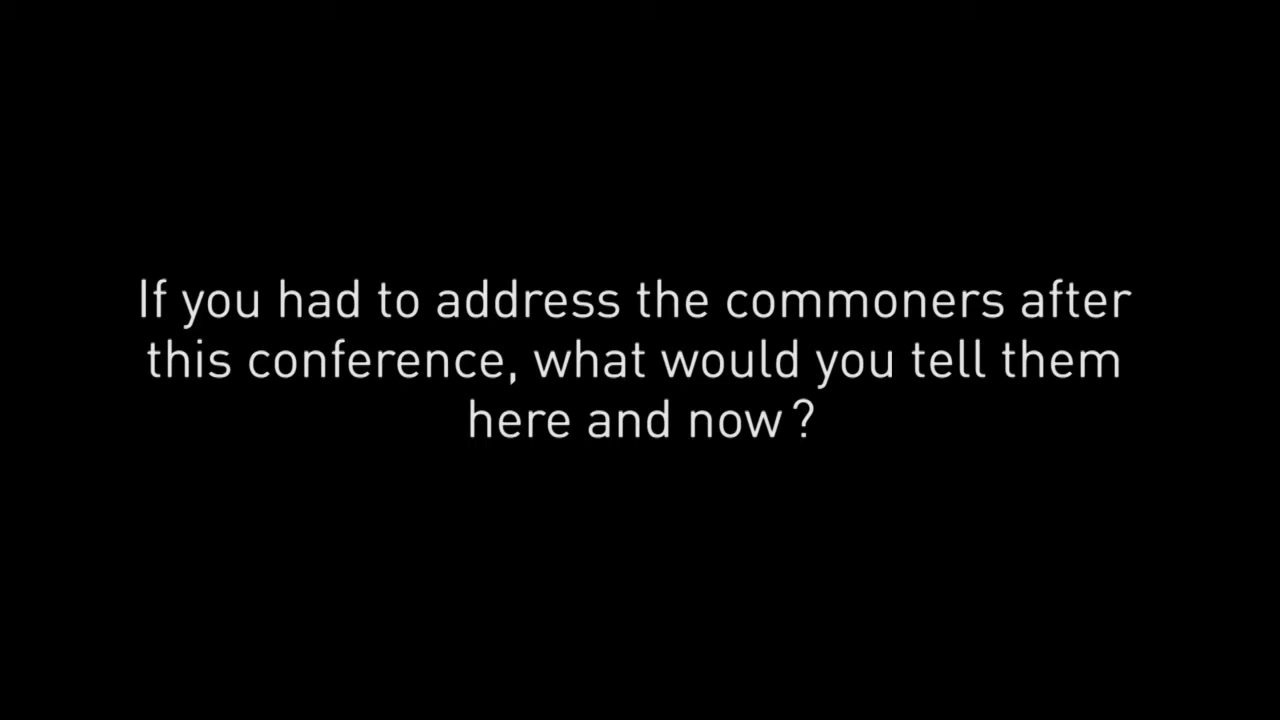 If you had to address the commoners after
this conference, what would you tell them
here and now ?